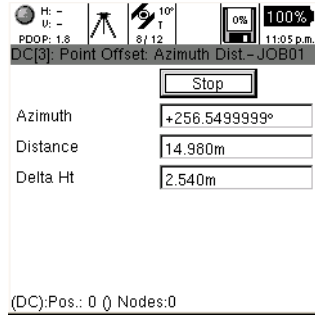 H: –
V: –
PDOP: 1.8
10°
T
8/ 12
0%
100%
11:05 p.m.
DC[3]: Point Offset: Azimuth Dist.–JOB01
Stop
Azimuth
+256.5499999º
Distance
14.980m
Delta Ht
2.540m
(DC):Pos.: 0 () Nodes:0